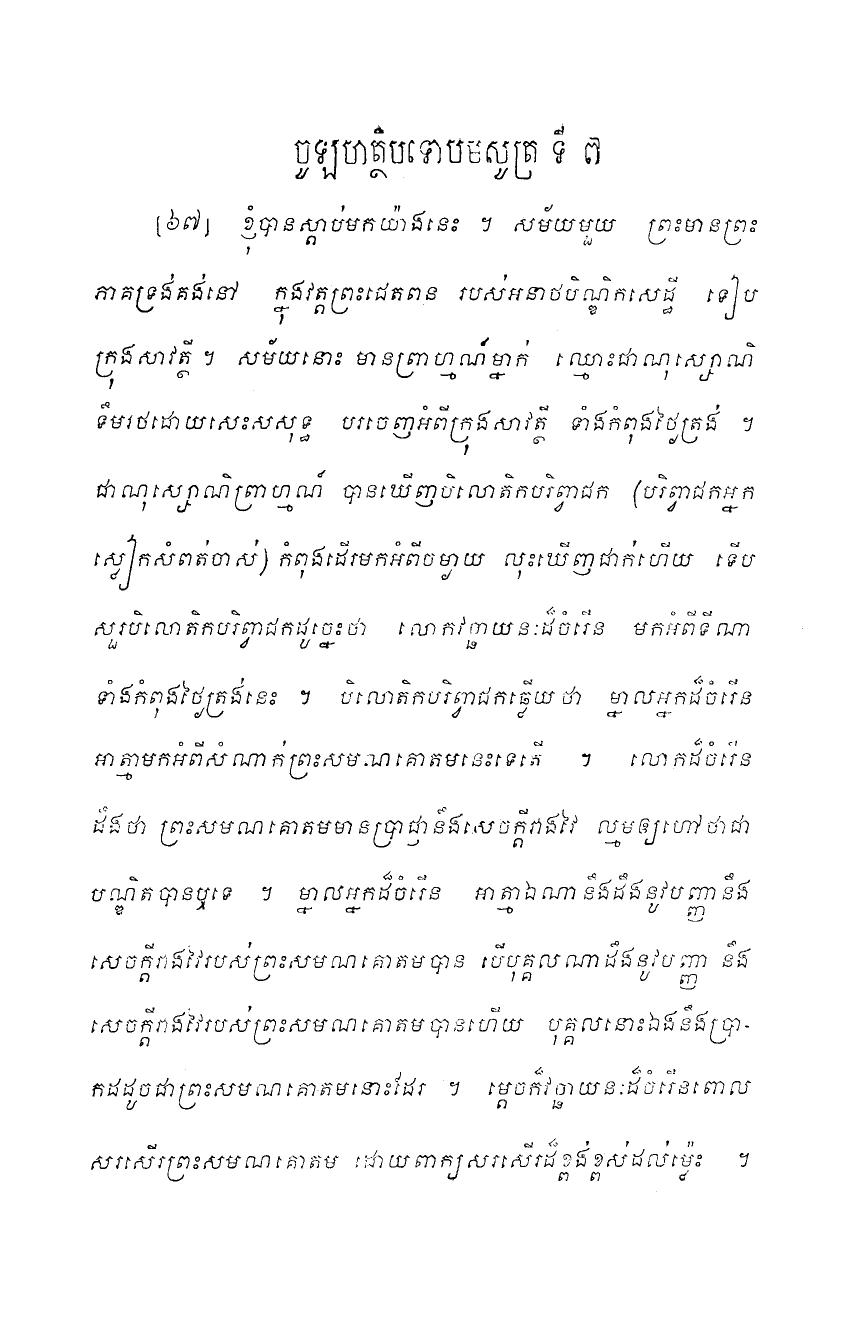 ចូឡហត្ថិបទោបមសូត្រ ទី ៧
[៦៧] ខ្ញុំបានស្តាប់មកយ៉ាងនេះ ។ សម័យមួយ ព្រះមានព្រះ
ភាគទ្រង់គង់នៅ ក្នុងវត្តព្រះជេតពន របស់អនាថបិណ្ឌិកសេដ្ឋី ទៀប
ក្រុងសាវត្ថី ។ សម័យនោះ មានព្រាហ្មណ៍ម្នាក់ ឈ្មោះជាណុស្សោណិ
ទឹមរថដោយសេះសសុទ្ធ បរចេញអំពីក្រុងសាវត្ថី ទាំងកំពុងថ្ងៃត្រង់ ។
ជាណុស្សោណិព្រាហ្មណ៍ បានឃើញបិលោតិកបរិព្វាជក (បរិព្វាជកអ្នក
ស្លៀកសំពត់ចាស់) កំពុងដើរមកអំពីចម្ងាយ លុះឃើញជាក់ហើយ ទើប
សួរបិលោតិកបរិព្វាជកដូច្នេះថា លោកវច្ឆាយនៈដ៏ចំរើន មកអំពីទីណា
ទាំងកំពុងថ្ងៃត្រង់នេះ ។ បិលោតិកបរិព្វាជកឆ្លើយថា ម្នាលអ្នកដ៏ចំរើន
អាត្មាមកអំពីសំណាក់ព្រះសមណគោតមនេះទេតើ ។ លោកដ៏ចំរើន
ដឹងថា ព្រះសមណគោតមមានប្រាជ្ញានឹងសេចក្តីវាងវៃ ល្មមឲ្យហៅថាជា
បណ្ឌិតបានឬទេ ។ ម្នាលអ្នកដ៏ចំរើន អាត្មាឯណានឹងដឹងនូវបញ្ញានឹង
សេចក្តីវាងវៃរបស់ព្រះសមណគោតមបាន បើបុគ្គលណាដឹងនូវបញ្ញា នឹង
សេចក្តីវាងវៃរបស់ព្រះសមណគោតមបានហើយ បុគ្គលនោះឯងនឹងប្រា-
កដដូចជាព្រះសមណគោតមនោះដែរ ។ ម្តេចក៏វច្ឆាយនៈដ៏ចំរើនពោល
សរសើរព្រះសមណគោតម ដោយពាក្យសរសើរដ៏ខ្ពង់ខ្ពស់ដល់ម៉្លេះ ។